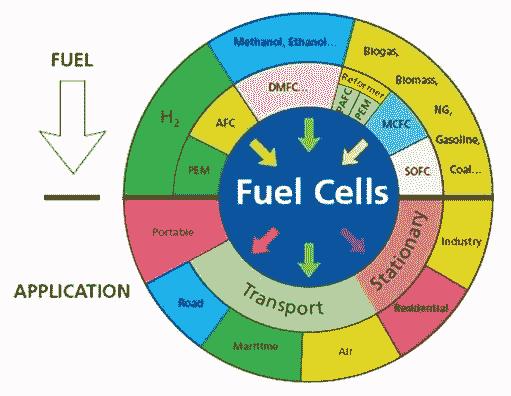 FUEL
APPLICATION
H2
Methanol, Ethanol...
Biogas,
Biomass,
NG,
Gasoline,
Coal...
PEM
AFC
DMFC
Reformer
PAFC
PEM
MCFC
SOFC
Fuel Cells
Portable
Transport
Stationary
Road
Maritime
Air
Residential
Industry